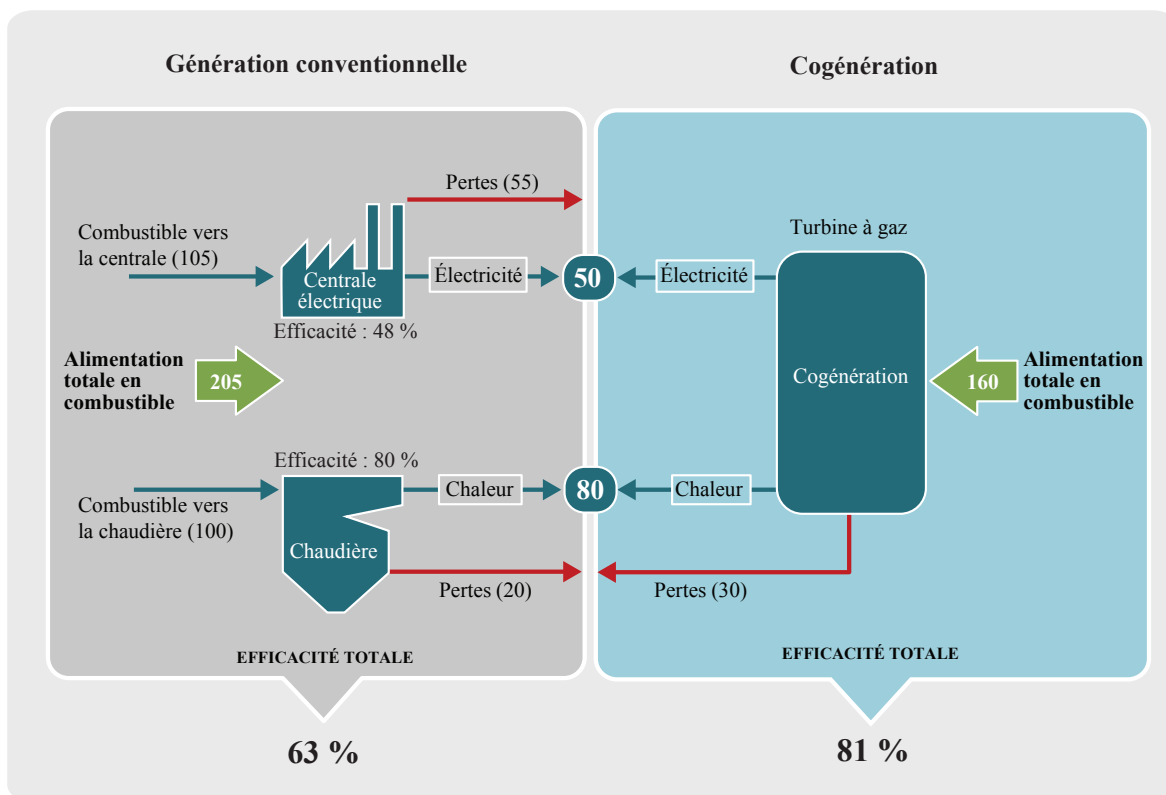 Génération conventionnelle
Cogénération
Pertes (55)
Combustible vers
la centrale (105)
Centrale
électrique
Électricité
50
Électricité
Turbine à gaz
Efficacité : 48 %
Alimentation
totale en
combustible
205
Cogénération
160
Alimentation
totale en
combustible
Efficacité : 80 %
Combustible vers
la chaudière (100)
Chaleur
80
Chaleur
Chaudière
Pertes (20)
Pertes (30)
EFFICACITÉ TOTALE
EFFICACITÉ TOTALE
63 %
81 %